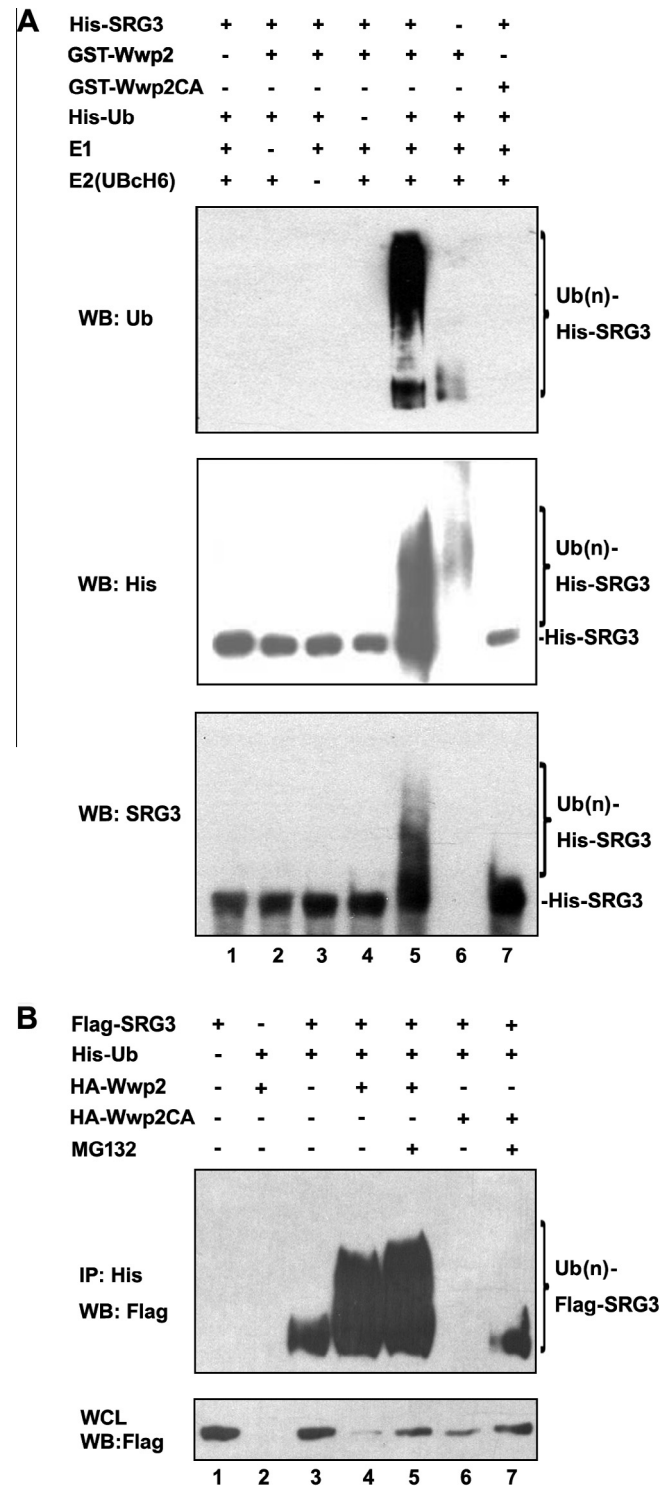 A
His-SRG3 + + + + + - +
GST-Wwp2 - + + + + + -
GST-Wwp2CA - - - - - - +
His-Ub + + + - + + +
E1 + - + + + + +
E2(UBcH6) + + - + + + +
WB: Ub
Ub(n)-
His-SRG3
WB: His
Ub(n)-
His-SRG3
-His-SRG3
WB: SRG3
Ub(n)-
His-SRG3
-His-SRG3
1 2 3 4 5 6 7
B
Flag-SRG3 + - + + + + +
His-Ub - + + + + + +
HA-Wwp2 - + - + + - -
HA-Wwp2CA - - - - - + +
MG132 - - - - + - +
IP: His
WB: Flag
Ub(n)-
Flag-SRG3
WCL
WB:Flag
1 2 3 4 5 6 7